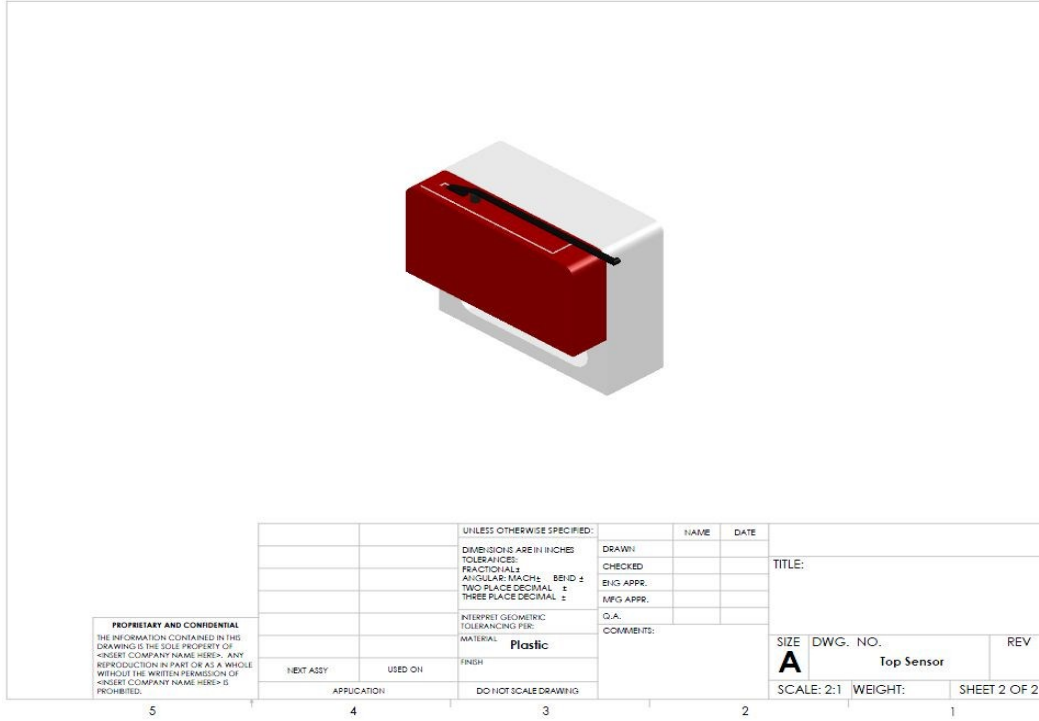 UNLESS OTHERWISE SPECIFIED:
DIMENSIONS ARE IN INCHES
TOLERANCES:
FRACTIONAL±
ANGULAR: MACH± BEND ±
TWO PLACE DECIMAL ±
THREE PLACE DECIMAL ±
INTERPRET GEOMETRIC
TOLERANCING PER:
MATERIAL
Plastic
FINISH
DO NOT SCALE DRAWING
NAME DATE
DRAWN
CHECKED
ENG APPR.
MFG APPR.
Q.A.
COMMENTS:
TITLE:
SIZE DWG. NO. REV
A Top Sensor
SCALE: 2:1 WEIGHT: SHEET 2 OF 2
PROPRIETARY AND CONFIDENTIAL
THE INFORMATION CONTAINED IN THIS
DRAWING IS THE SOLE PROPERTY OF
<INSERT COMPANY NAME HERE>. ANY
REPRODUCTION IN PART OR AS A WHOLE
WITHOUT THE WRITTEN PERMISSION OF
<INSERT COMPANY NAME HERE> IS
PROHIBITED.
NEXT ASSY USED ON
APPLICATION
5 4 3 2 1